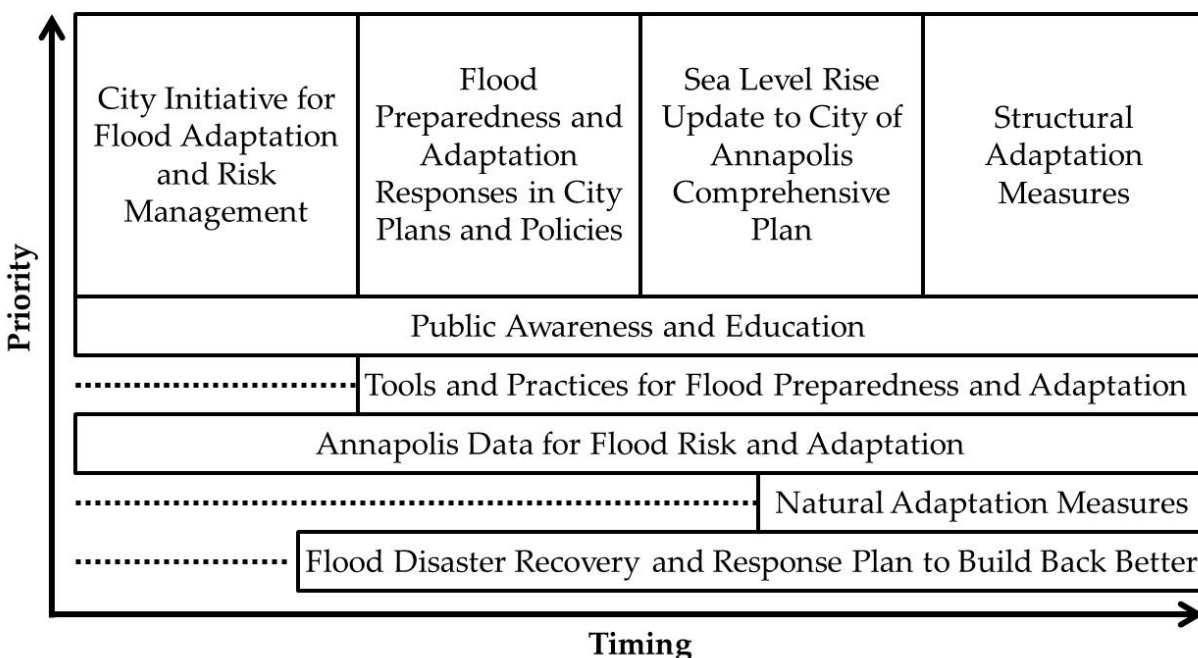 City Initiative for
Flood Adaptation
and Risk
Management
Flood
Preparedness and
Adaptation
Responses in City
Plans and Policies
Sea Level Rise
Update to City of
Annapolis
Comprehensive
Plan
Structural
Adaptation
Measures
Priority
Public Awareness and Education
Tools and Practices for Flood Preparedness and Adaptation
Annapolis Data for Flood Risk and Adaptation
Natural Adaptation Measures
Flood Disaster Recovery and Response Plan to Build Back Better
Timing